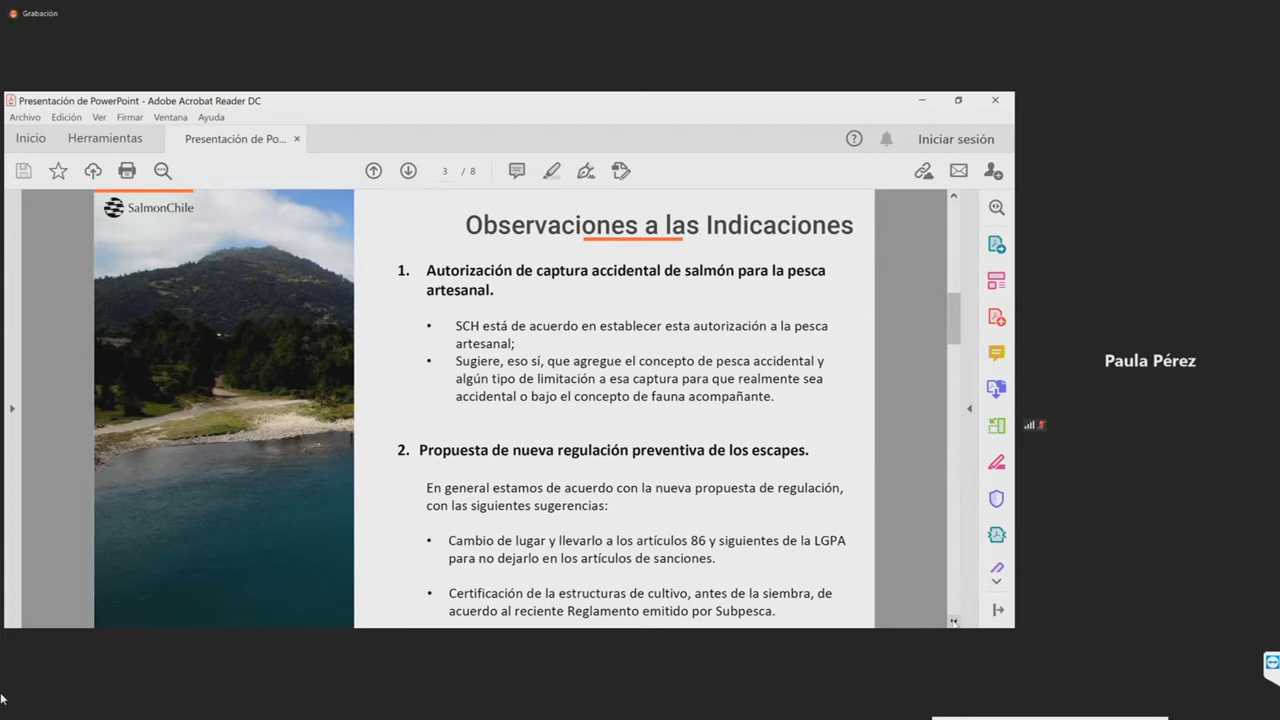 Grabación
Presentación de PowerPoint - Adobe Acrobat Reader DC
Archivo Edición Ver Firmar Ventana Ayuda
Inicio Herramientas Presentación de Po... Iniciar sesión
3 / 8
SalmonChile
Observaciones a las Indicaciones
1. Autorización de captura accidental de salmón para la pesca
artesanal.
• SCH está de acuerdo en establecer esta autorización a la pesca
artesanal;
• Sugiere, eso sí, que agregue el concepto de pesca accidental y
algún tipo de limitación a esa captura para que realmente sea
accidental o bajo el concepto de fauna acompañante.
2. Propuesta de nueva regulación preventiva de los escapes.
En general estamos de acuerdo con la nueva propuesta de regulación,
con las siguientes sugerencias:
• Cambio de lugar y llevarlo a los artículos 86 y siguientes de la LGPA
para no dejarlo en los artículos de sanciones.
• Certificación de la estructuras de cultivo, antes de la siembra, de
acuerdo al reciente Reglamento emitido por Subpesca.
Paula Pérez